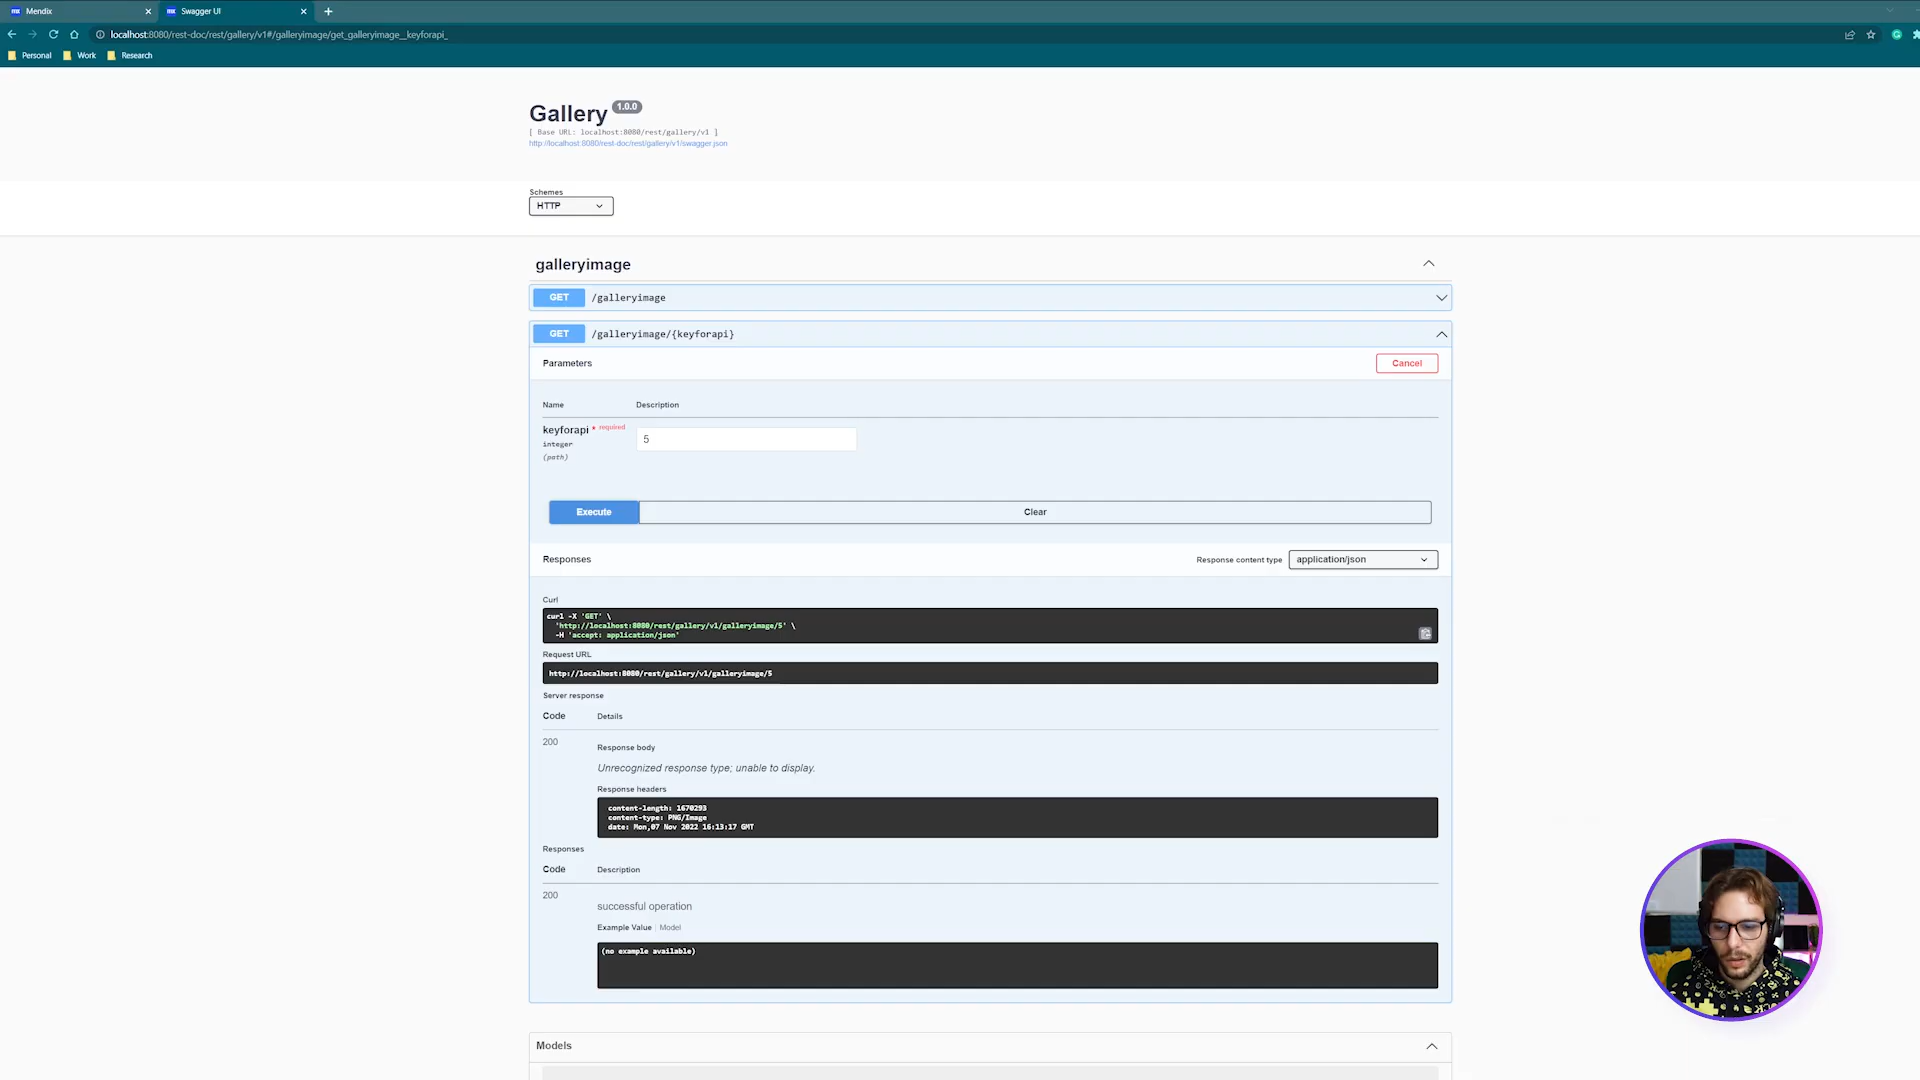 Mendix
Swagger UI
localhost:8080/rest-doc/rest/gallery/v1#/galleryimage/get_galleryimage__keyforapi_
Personal
Work
Research
Gallery 1.0.0
[ Base URL: localhost:8080/rest/gallery/v1 ]
http://localhost:8080/rest-doc/rest/gallery/v1/swagger.json
Schemes
HTTP
galleryimage
GET /galleryimage
GET /galleryimage/{keyforapi}
Parameters
Cancel
Name Description
keyforapi * required
integer
(path)
5
Execute
Clear
Responses
Response content type application/json
Curl
curl -X 'GET' \
'http://localhost:8080/rest/gallery/v1/galleryimage/5' \
-H 'accept: application/json'
Request URL
http://localhost:8080/rest/gallery/v1/galleryimage/5
Server response
Code Details
200
Response body
Unrecognized response type; unable to display.
Response headers
content-length: 1670293
content-type: PNG/Image
date: Mon,07 Nov 2022 16:13:17 GMT
Responses
Code Description
200
successful operation
Example Value Model
(no example available)
Models